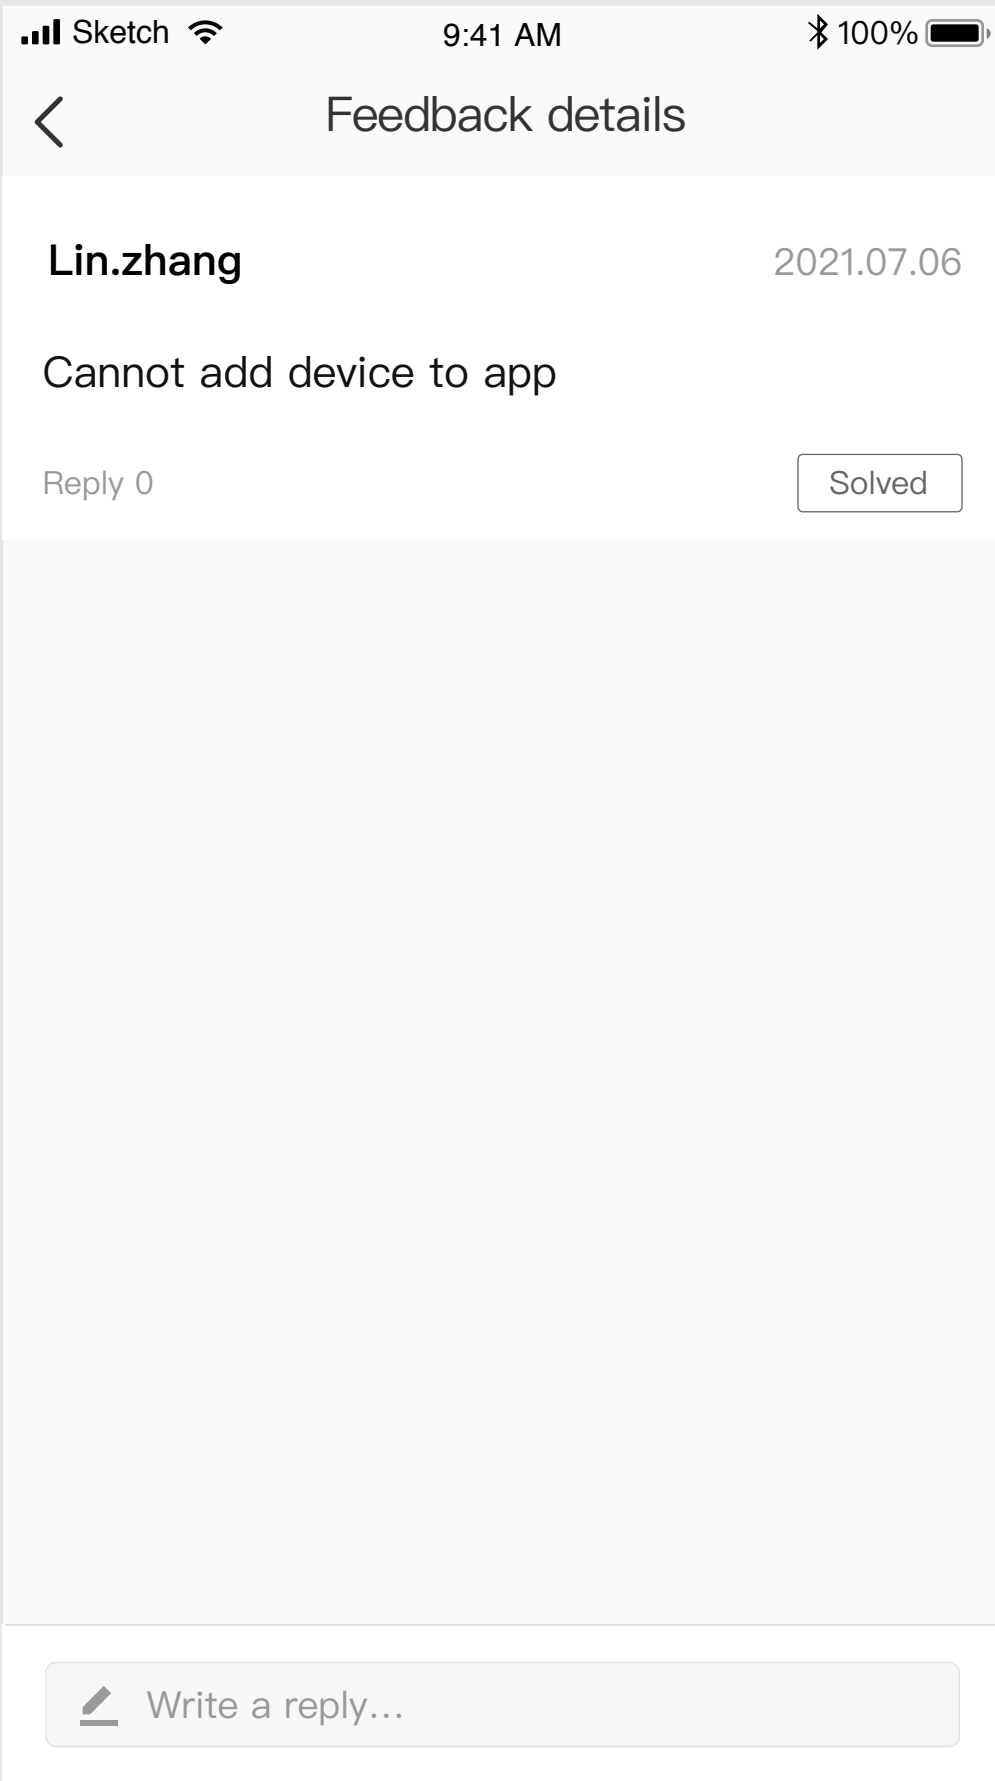 Sketch 9:41 AM 100%
Feedback details
Lin.zhang 2021.07.06
Cannot add device to app
Reply 0 Solved
Write a reply...